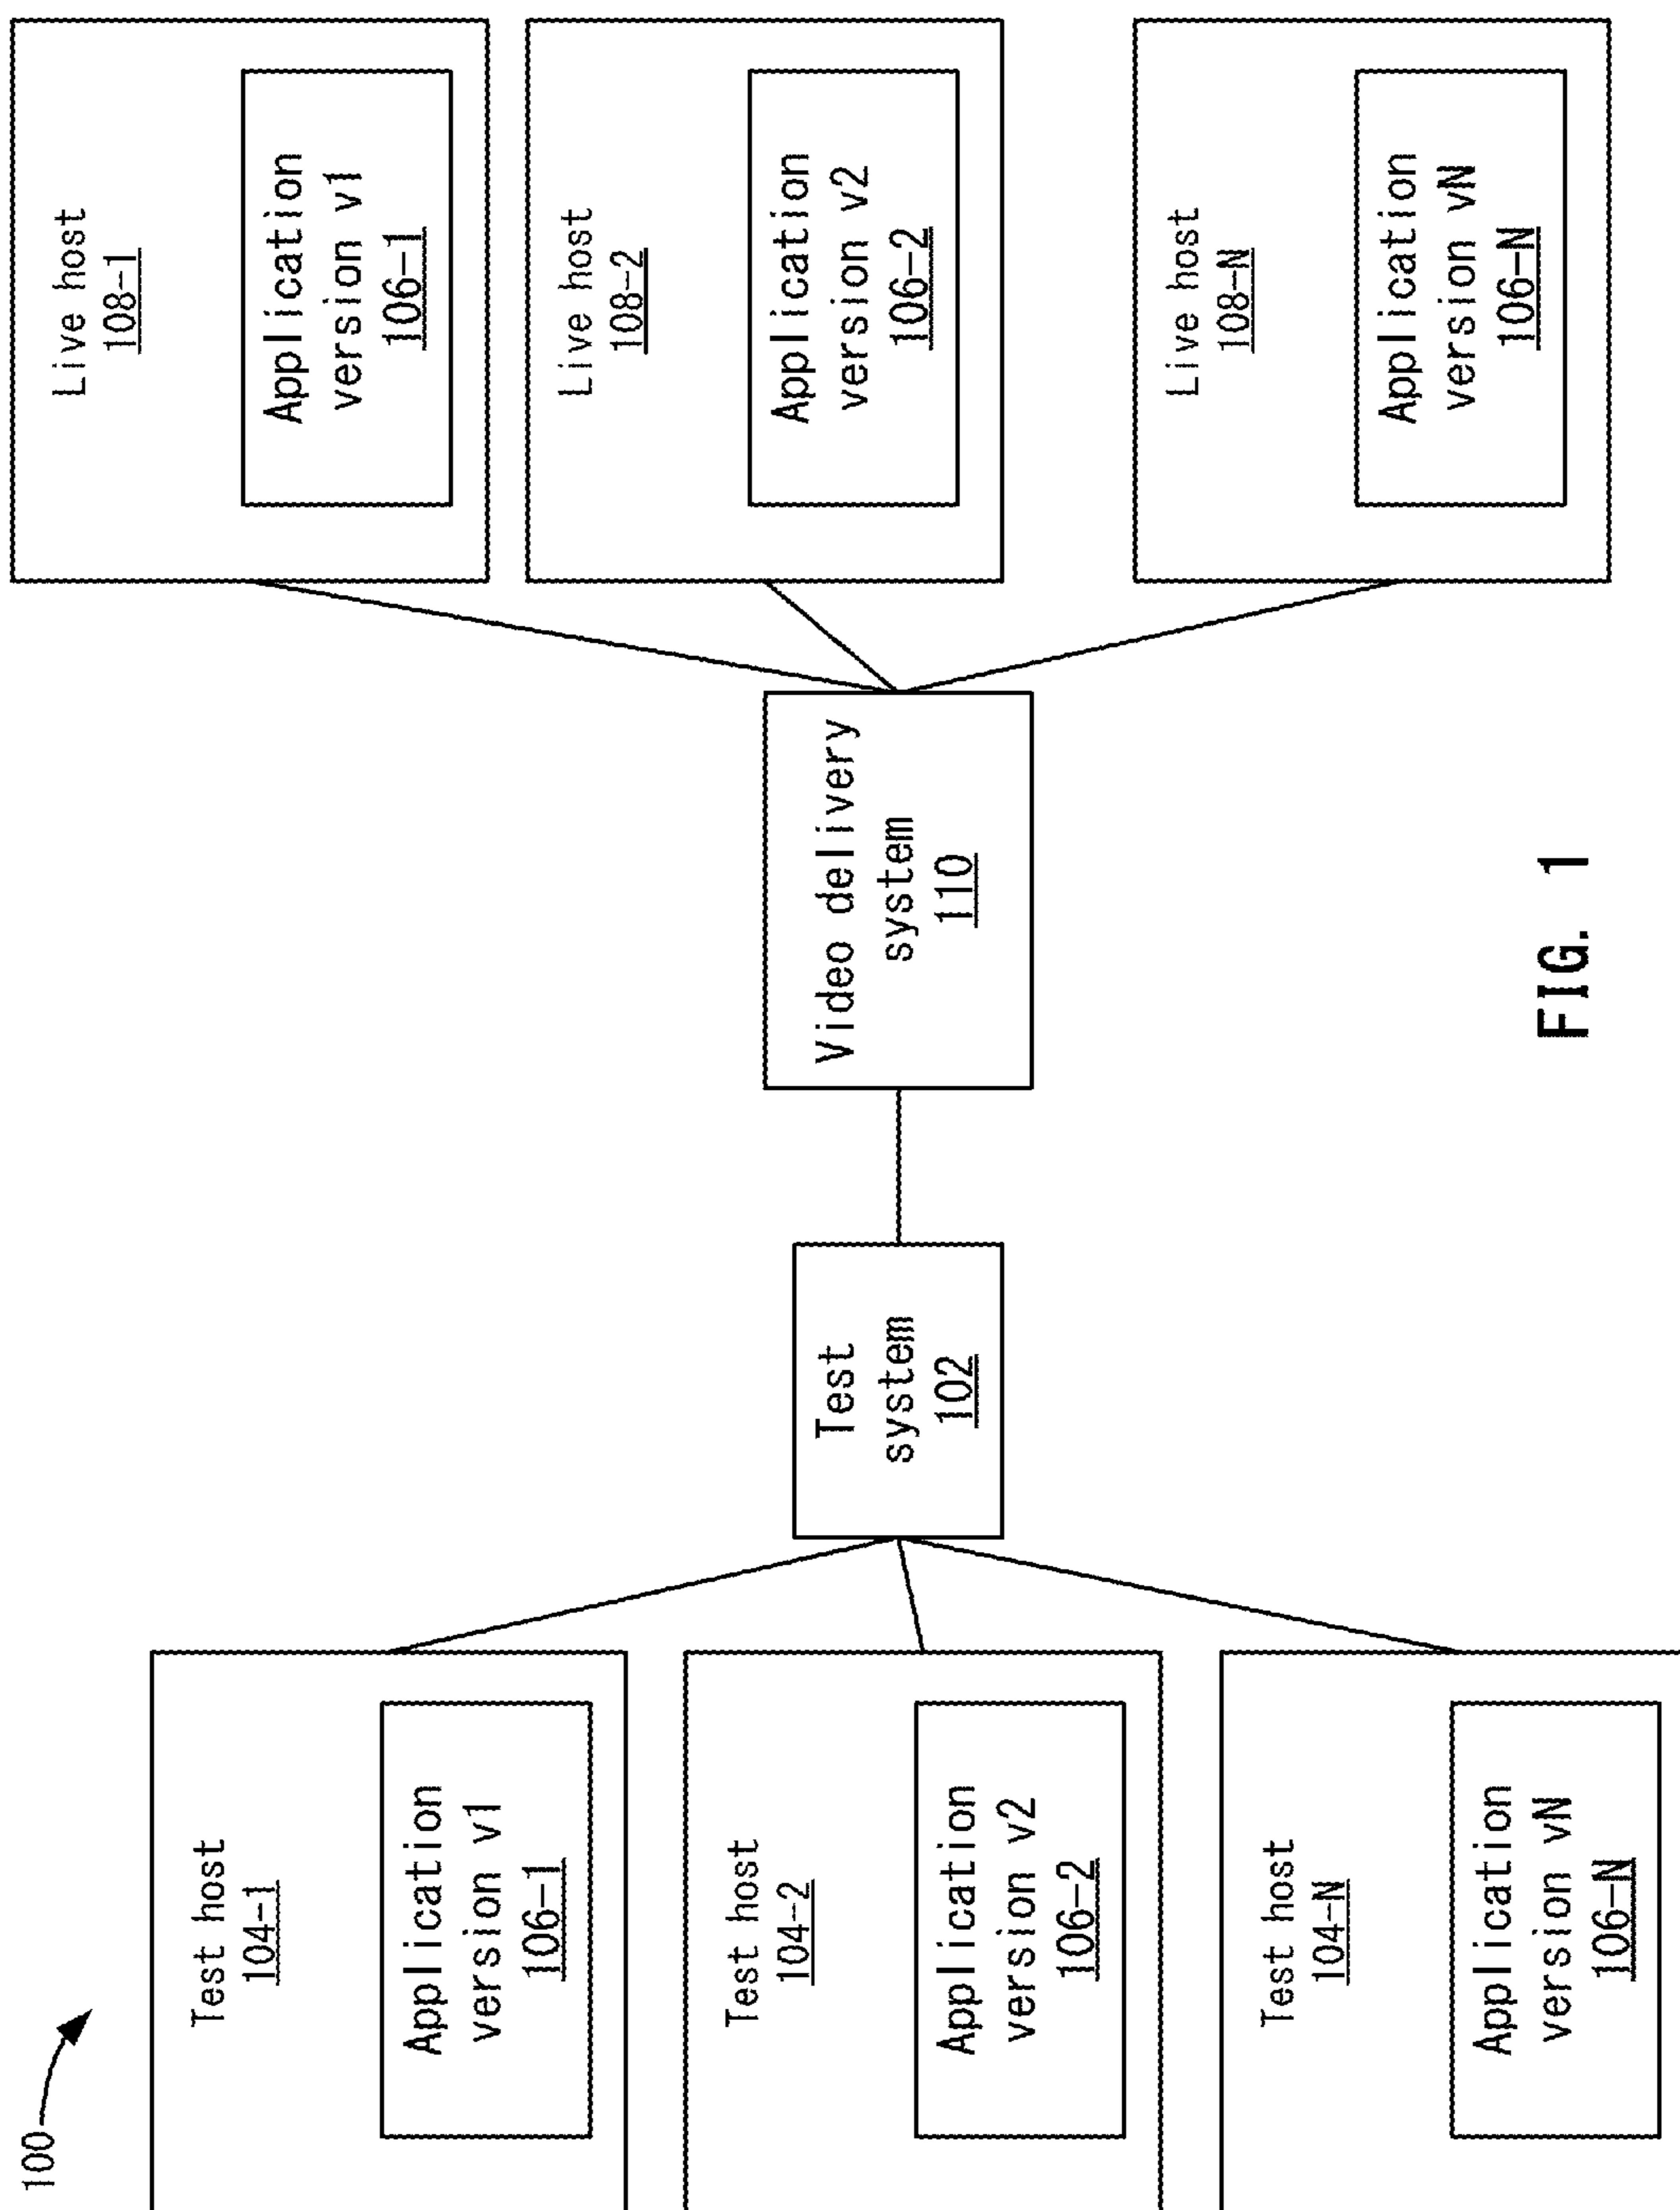 100
Test host
104-1
Application
version v1
106-1
Test host
104-2
Application
version v2
106-2
Test host
104-N
Application
version vN
106-N
Test
system
102
Video delivery
system
110
Live host
108-1
Application
version v1
106-1
Live host
108-2
Application
version v2
106-2
Live host
108-N
Application
version vN
106-N
FIG. 1